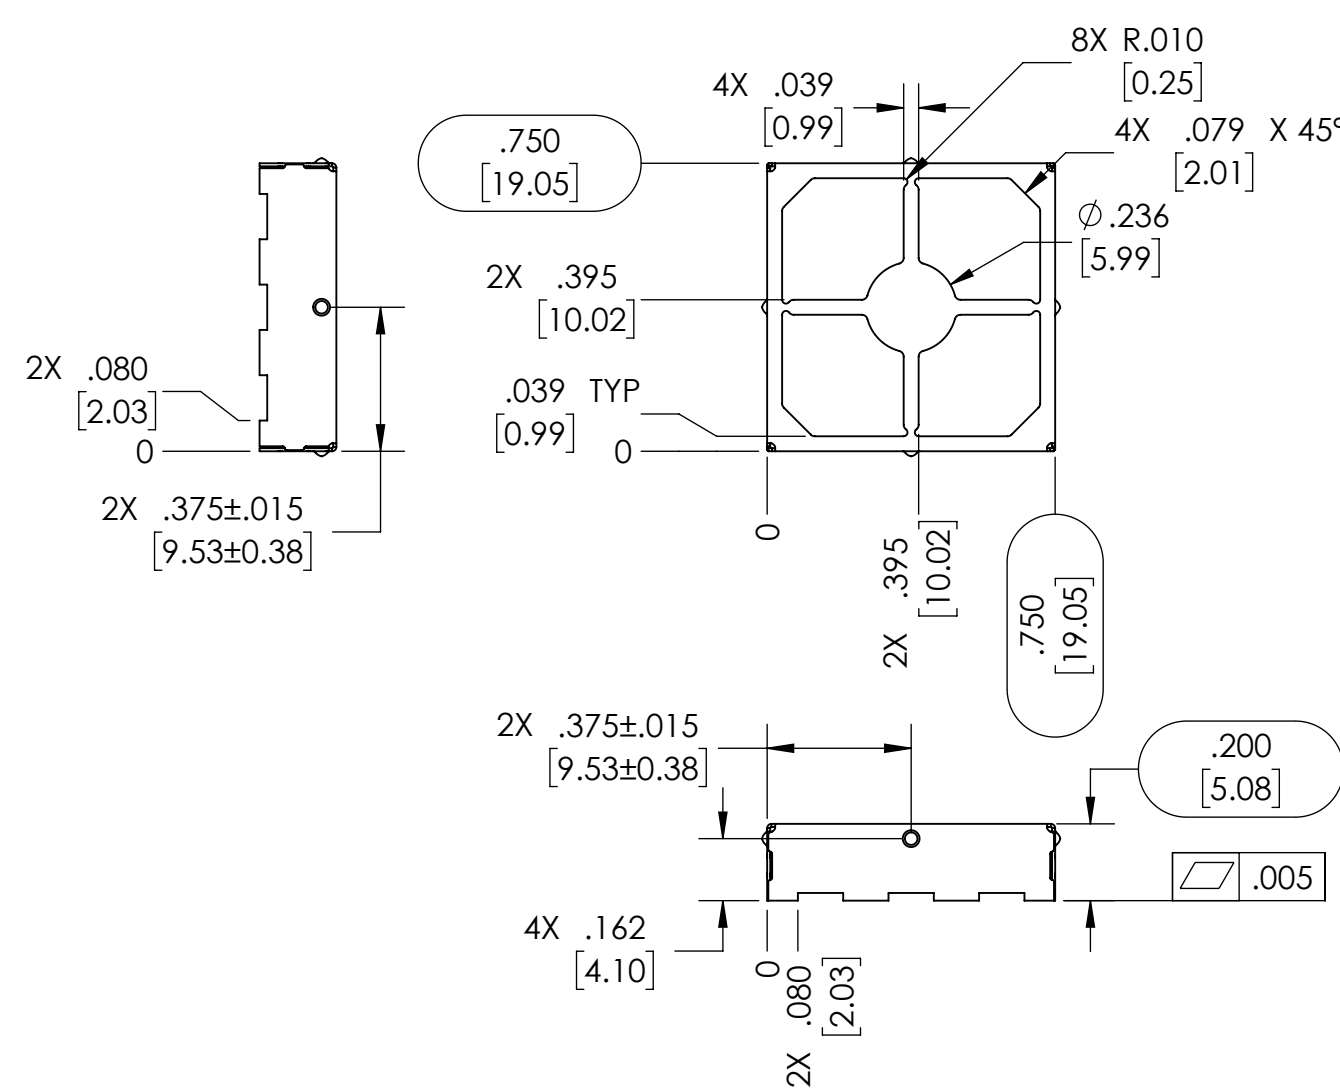 8X R.010
[0.25]
4X .039
[0.99]
4X .079 X 45°
[2.01]
.750
[19.05]
⌀.236
[5.99]
2X .395
[10.02]
2X .080
[2.03]
0
.039 TYP
[0.99]
0
2X .375±.015
[9.53±0.38]
0
2X .395
[10.02]
.750
[19.05]
2X .375±.015
[9.53±0.38]
.200
[5.08]
.005
4X .162
[4.10]
0
2X .080
[2.03]